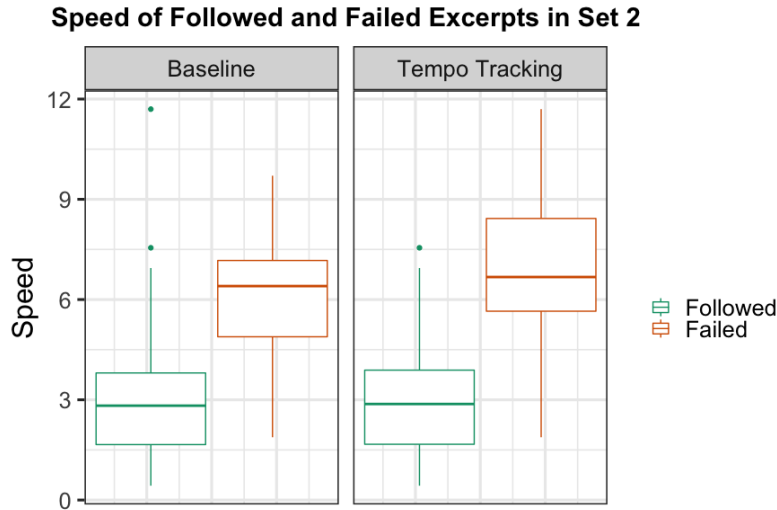 Speed of Followed and Failed Excerpts in Set 2
Baseline
Tempo Tracking
12
9
6
3
0
Speed
Followed
Failed